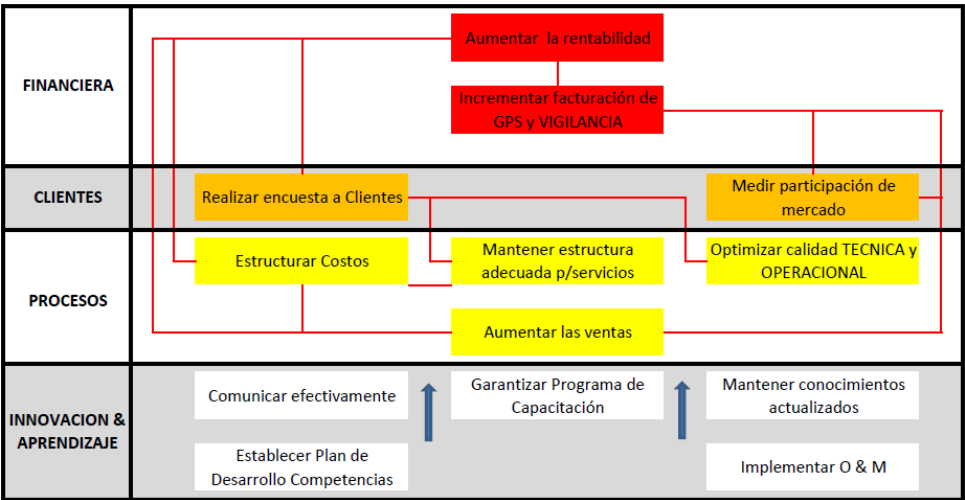 FINANCIERA
Aumentar la rentabilidad
Incrementar facturación de
GPS y VIGILANCIA
CLIENTES
Realizar encuesta a Clientes
Medir participación de
mercado
PROCESOS
Estructurar Costos
Mantener estructura
adecuada p/servicios
Optimizar calidad TECNICA y
OPERACIONAL
Aumentar las ventas
INNOVACION &
APRENDIZAJE
Comunicar efectivamente
Garantizar Programa de
Capacitación
Mantener conocimientos
actualizados
Establecer Plan de
Desarrollo Competencias
Implementar O & M